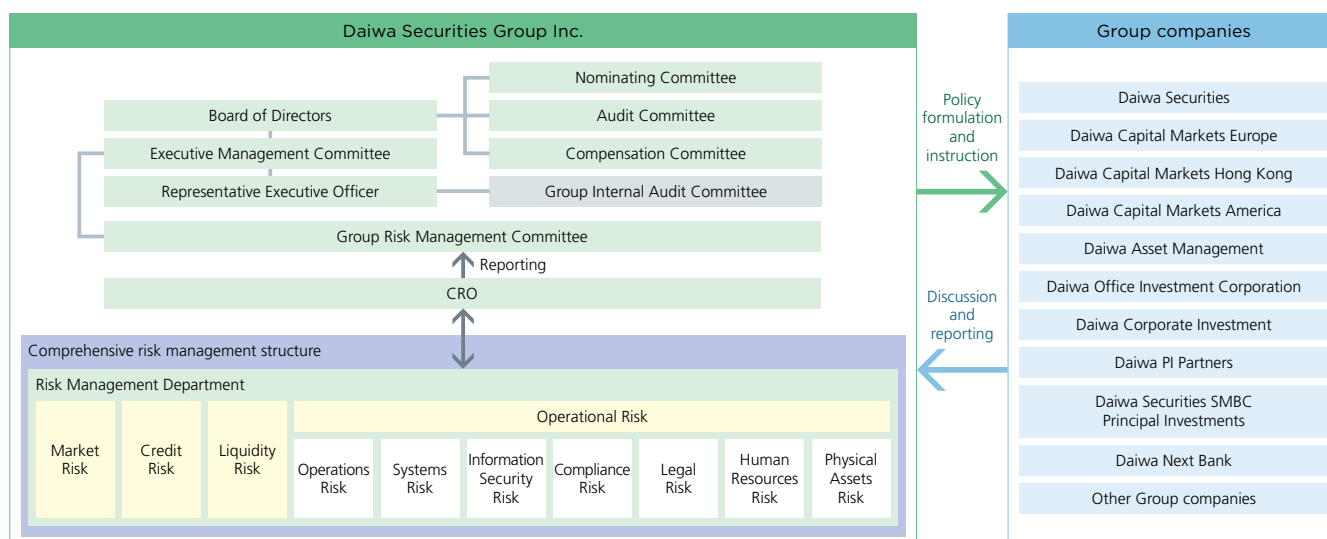 Daiwa Securities Group Inc.
Nominating Committee
Board of Directors
Audit Committee
Executive Management Committee
Compensation Committee
Representative Executive Officer
Group Internal Audit Committee
Group Risk Management Committee
Reporting
CRO
Comprehensive risk management structure
Risk Management Department
Market
Risk
Credit
Risk
Liquidity
Risk
Operational Risk
Operations
Risk
Systems
Risk
Information
Security
Risk
Compliance
Risk
Legal
Risk
Human
Resources
Risk
Physical
Assets
Risk
Policy
formulation
and
instruction
Discussion
and
reporting
Group companies
Daiwa Securities
Daiwa Capital Markets Europe
Daiwa Capital Markets Hong Kong
Daiwa Capital Markets America
Daiwa Asset Management
Daiwa Office Investment Corporation
Daiwa Corporate Investment
Daiwa PI Partners
Daiwa Securities SMBC
Principal Investments
Daiwa Next Bank
Other Group companies